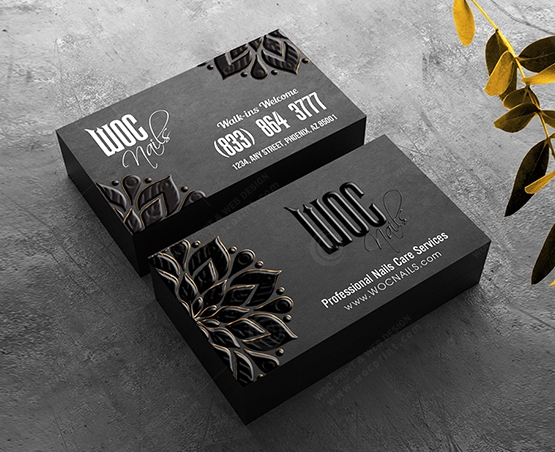 WOC
Nails
Walk-ins Welcome
(833) 864 3777
1234, ANY STREET, PHOENIX, AZ 85001
WOC
Nails
Professional Nails Care Services
www.WOCNAILS.com